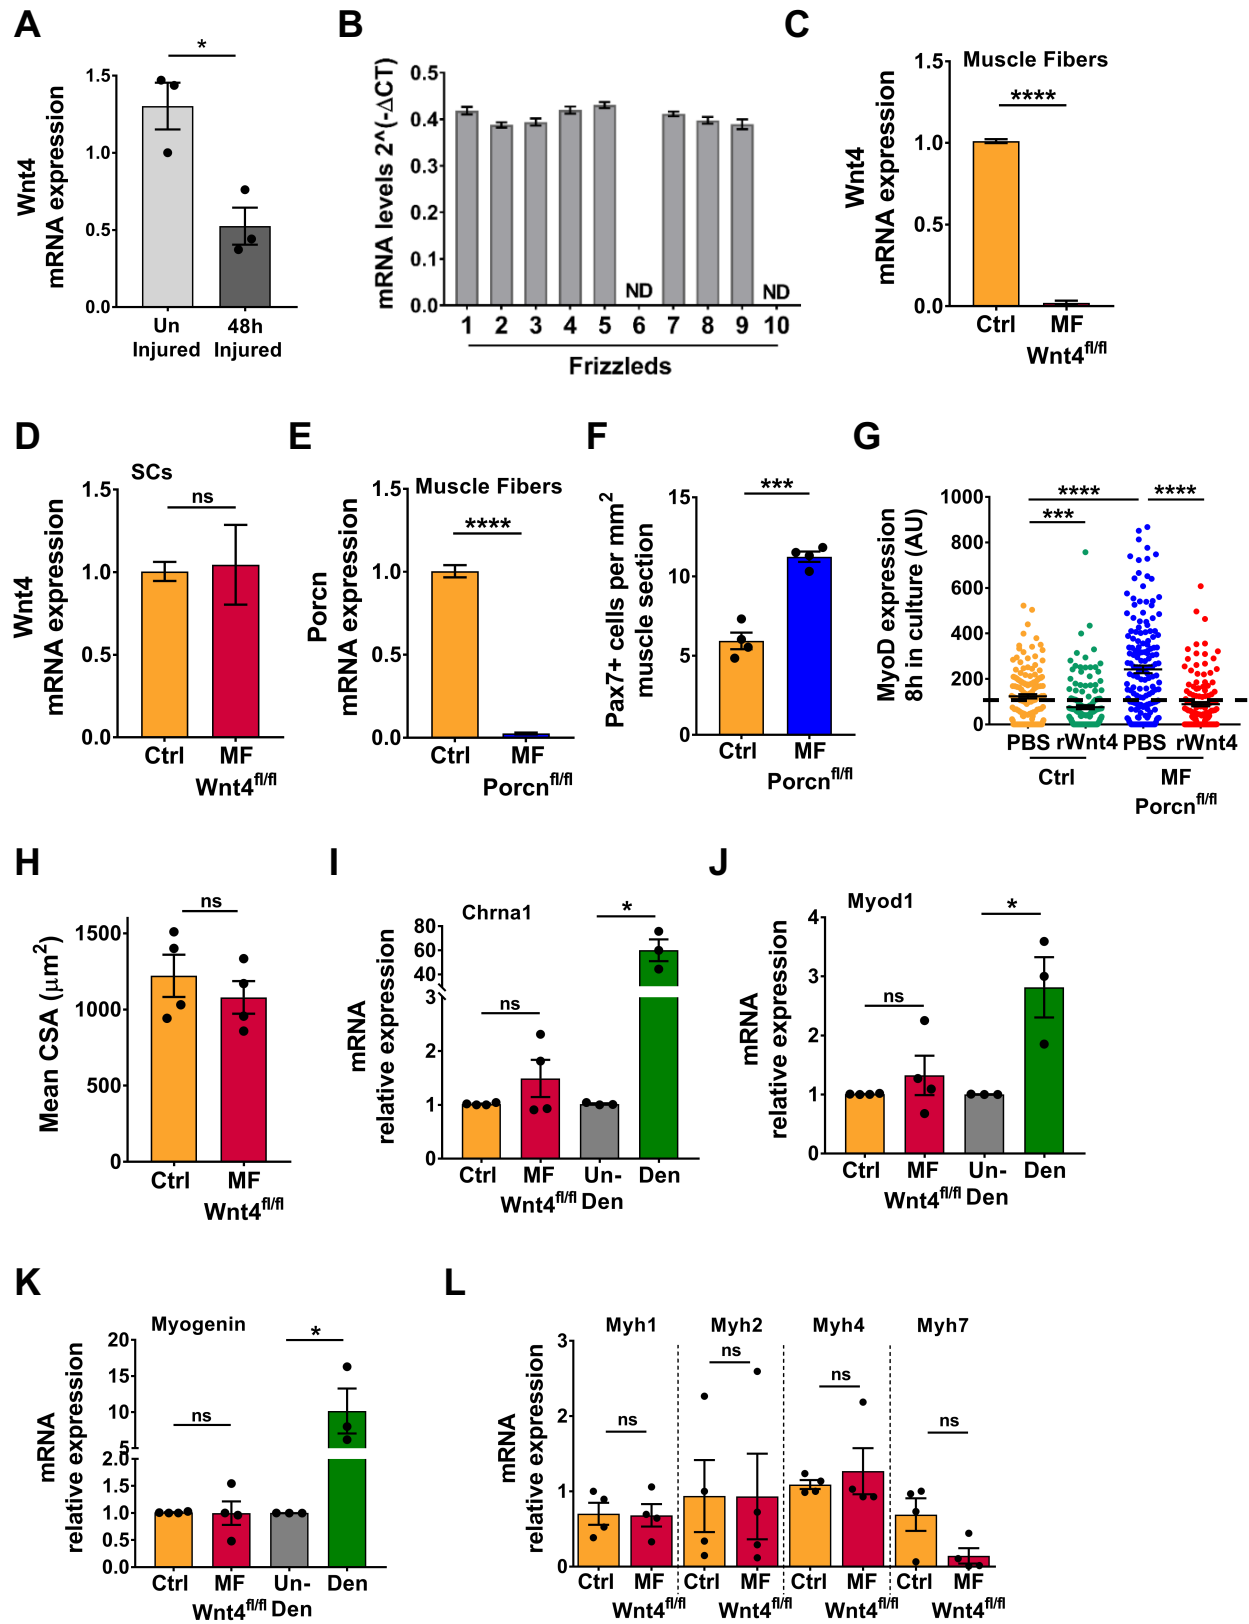 A
*
Wnt4
mRNA expression
1.5
1.0
0.5
0.0
Un
Injured
48h
Injured
B
mRNA levels 2^(-ΔCT)
0.5
0.4
0.3
0.2
0.1
0.0
ND
ND
1 2 3 4 5 6 7 8 9 10
Frizzleds
C
Muscle Fibers
****
Wnt4
mRNA expression
1.5
1.0
0.5
0.0
Ctrl MF
Wnt4fl/fl
D
SCs
ns
Wnt4
mRNA expression
1.5
1.0
0.5
0.0
Ctrl MF
Wnt4fl/fl
E
Muscle Fibers
****
Porcn
mRNA expression
1.5
1.0
0.5
0.0
Ctrl MF
Porcnfl/fl
F
***
Pax7+ cells per mm2
muscle section
15
10
5
0
Ctrl MF
Porcnfl/fl
G
**** ****
***
MyoD expression
8h in culture (AU)
1000
800
600
400
200
0
PBS rWnt4 PBS rWnt4
Ctrl MF
Porcnfl/fl
H
ns
Mean CSA (μm2)
1500
1000
500
0
Ctrl MF
Wnt4fl/fl
I
Chrna1
*
ns
mRNA
relative expression
80
60
40
3
2
1
0
Ctrl MF Un- Den
Wnt4fl/fl Den
J
Myod1
*
ns
mRNA
relative expression
4
3
2
1
0
Ctrl MF Un- Den
Wnt4fl/fl Den
K
Myogenin
*
ns
mRNA
relative expression
20
15
10
5
2.0
1.5
1.0
0.5
0.0
Ctrl MF Un- Den
Wnt4fl/fl Den
L
Myh1 Myh2 Myh4 Myh7
ns ns ns ns
mRNA
relative expression
3
2
1
0
Ctrl MF Ctrl MF Ctrl MF Ctrl MF
Wnt4fl/fl Wnt4fl/fl Wnt4fl/fl Wnt4fl/fl